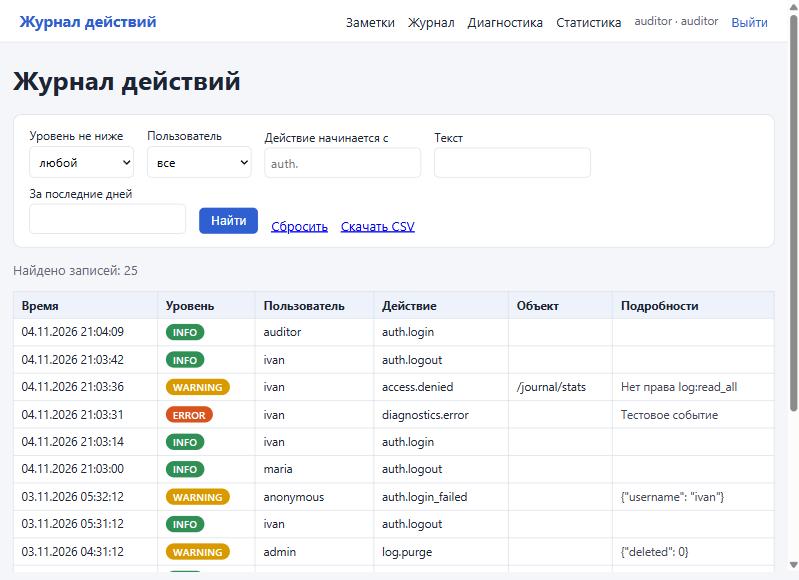 Журнал действий Заметки Журнал Диагностика Статистика auditor · auditor Выйти
Журнал действий
Уровень не ниже Пользователь Действие начинается с Текст
любой все auth.
За последние дней
Найти Сбросить Скачать CSV
Найдено записей: 25
Время Уровень Пользователь Действие Объект Подробности
04.11.2026 21:04:09 INFO auditor auth.login
04.11.2026 21:03:42 INFO ivan auth.logout
04.11.2026 21:03:36 WARNING ivan access.denied /journal/stats Нет права log:read_all
04.11.2026 21:03:31 ERROR ivan diagnostics.error Тестовое событие
04.11.2026 21:03:14 INFO ivan auth.login
04.11.2026 21:03:00 INFO maria auth.logout
03.11.2026 05:32:12 WARNING anonymous auth.login_failed {"username": "ivan"}
03.11.2026 05:31:12 INFO ivan auth.logout
03.11.2026 04:31:12 WARNING admin log.purge {"deleted": 0}